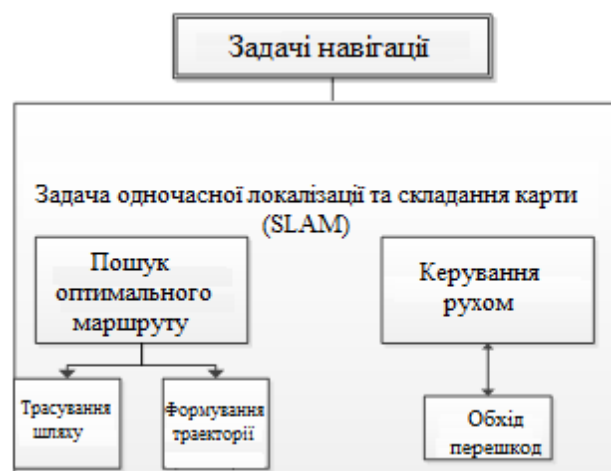 Задачі навігації
Задача одночасної локалізації та складання карти
(SLAM)
Пошук
оптимального
маршруту
Керування
рухом
Трасування
шляху
Формування
траекторії
Обхід
перешкод